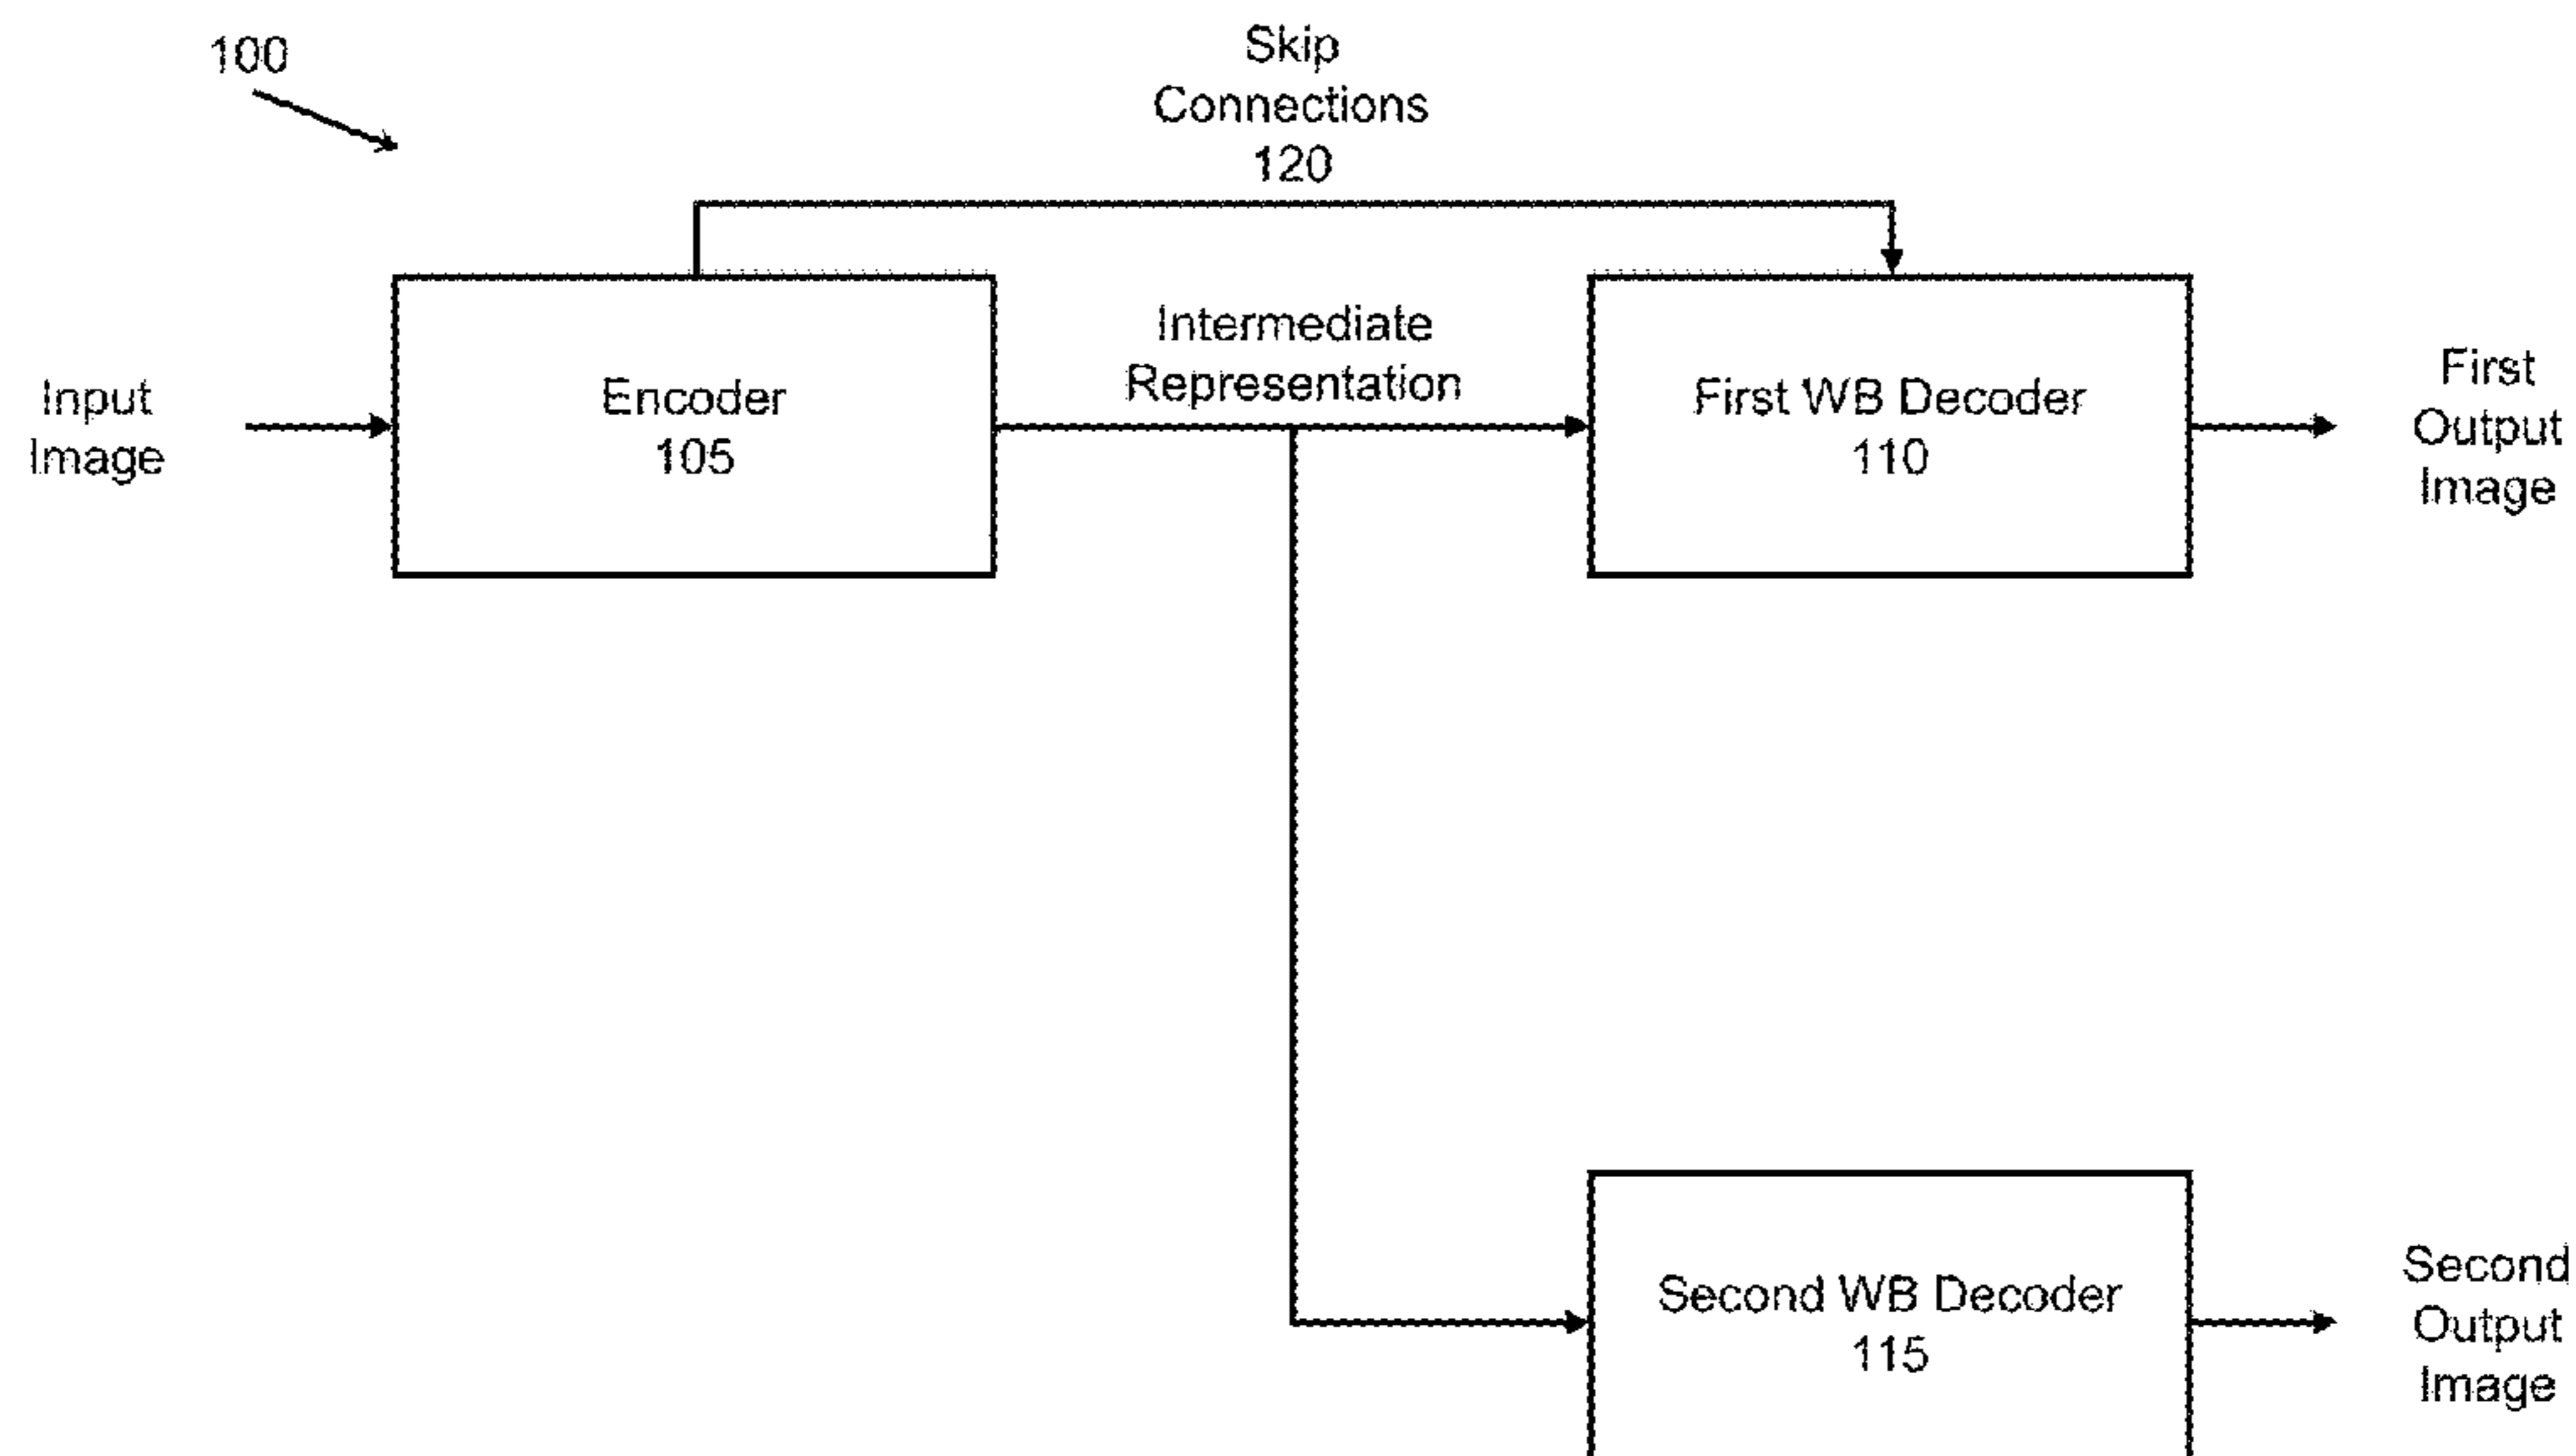 100
Skip
Connections
120
Input
Image
Encoder
105
Intermediate
Representation
First WB Decoder
110
First
Output
Image
Second WB Decoder
115
Second
Output
Image